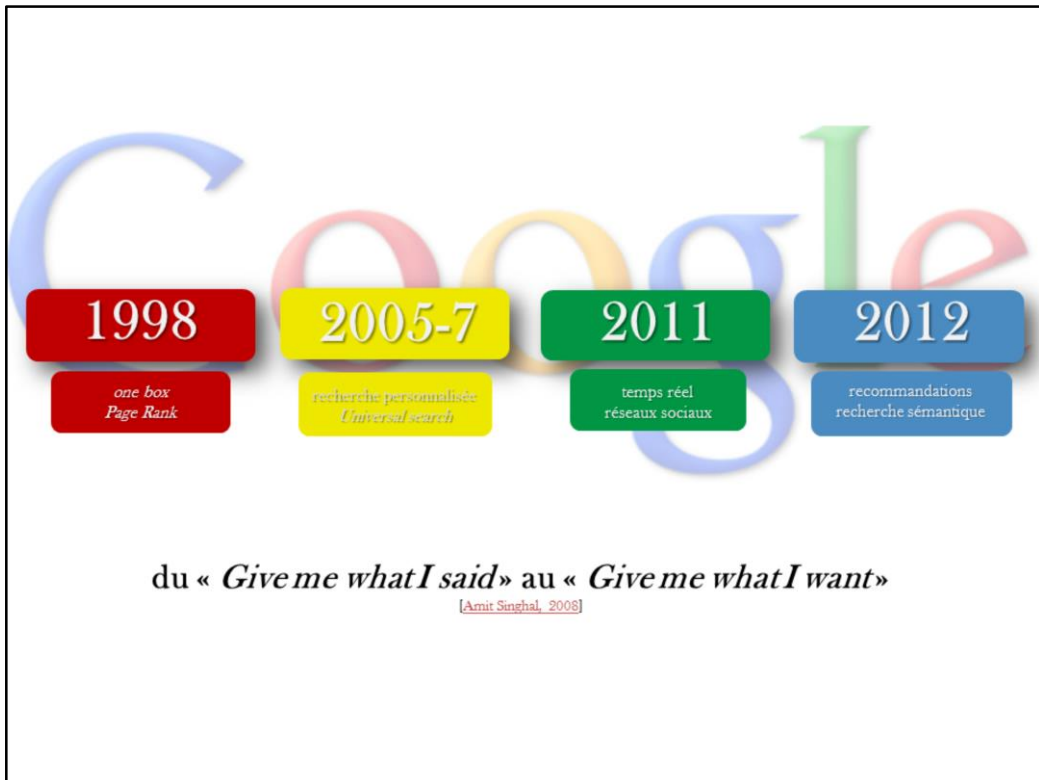 Google
1998
2005-7
2011
2012
one box
Page Rank
recherche personnalisée
Universal search
temps réel
réseaux sociaux
recommandations
recherche sémantique
du « Give me what I said » au « Give me what I want »
[Amit Singhal, 2008]